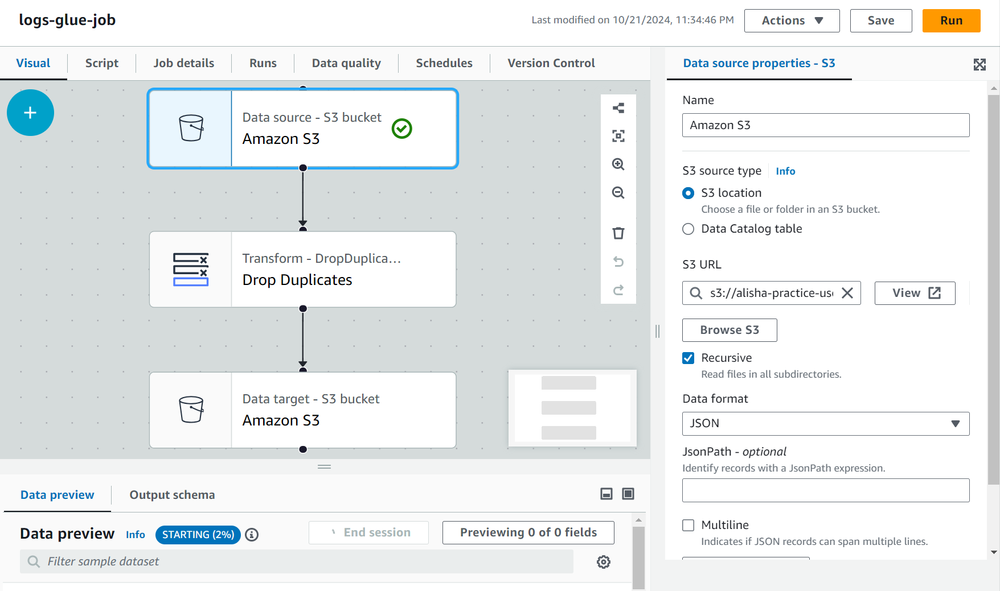 logs-glue-job
Last modified on 10/21/2024, 11:34:46 PM
Actions
Save
Run
Visual
Script
Job details
Runs
Data quality
Schedules
Version Control
Data source - S3 bucket
Amazon S3
Transform - DropDuplica...
Drop Duplicates
Data target - S3 bucket
Amazon S3
Data preview
Output schema
Data preview
Info
STARTING (2%)
End session
Previewing 0 of 0 fields
Filter sample dataset
Data source properties - S3
Name
Amazon S3
S3 source type
Info
S3 location
Choose a file or folder in an S3 bucket.
Data Catalog table
S3 URL
s3://alisha-practice-use
View
Browse S3
Recursive
Read files in all subdirectories.
Data format
JSON
JsonPath - optional
Identify records with a JsonPath expression.
Multiline
Indicates if JSON records can span multiple lines.